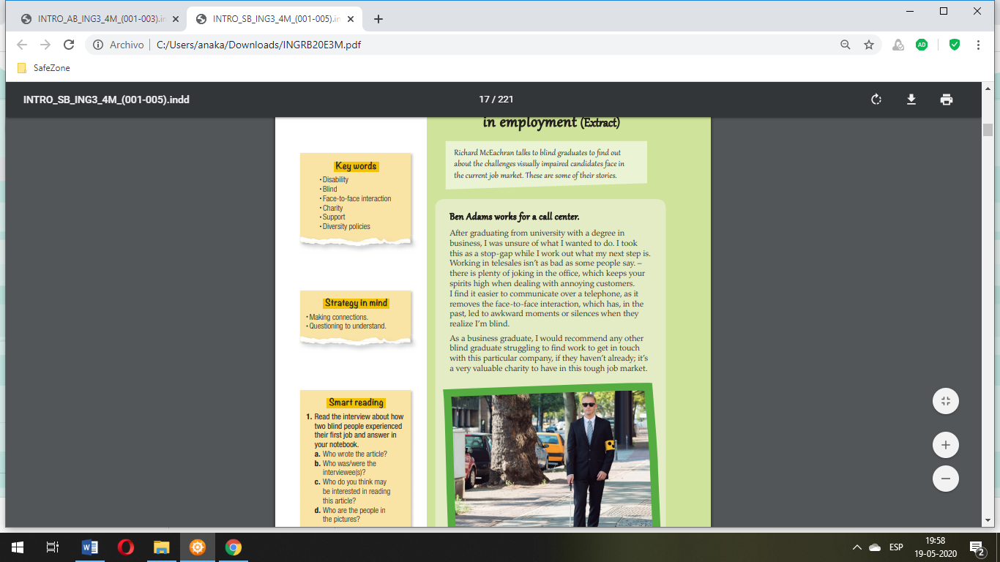 INTRO_AB_ING3_4M_(001-003).in
INTRO_SB_ING3_4M_(001-005).in
Archivo
C:/Users/anaka/Downloads/INGRB20E3M.pdf
AD
SafeZone
INTRO_SB_ING3_4M_(001-005).indd
17 / 221
in employment (Extract)
Richard McEachran talks to blind graduates to find out
about the challenges visually impaired candidates face in
the current job market. These are some of their stories.
Key words
• Disability
• Blind
• Face-to-face interaction
• Charity
• Support
• Diversity policies
Strategy in mind
• Making connections.
• Questioning to understand.
Smart reading
1. Read the interview about how
two blind people experienced
their first job and answer in
your notebook.
a. Who wrote the article?
b. Who was/were the
interviewee(s)?
c. Who do you think may
be interested in reading
this article?
d. Who are the people in
the pictures?
Ben Adams works for a call center.
After graduating from university with a degree in
business, I was unsure of what I wanted to do. I took
this as a stop-gap while I work out what my next step is.
Working in telesales isn't as bad as some people say. –
there is plenty of joking in the office, which keeps your
spirits high when dealing with annoying customers.
I find it easier to communicate over a telephone, as it
removes the face-to-face interaction, which has, in the
past, led to awkward moments or silences when they
realize I'm blind.
As a business graduate, I would recommend any other
blind graduate struggling to find work to get in touch
with this particular company, if they haven't already; it's
a very valuable charity to have in this tough job market.
ESP
19:58
19-05-2020
2